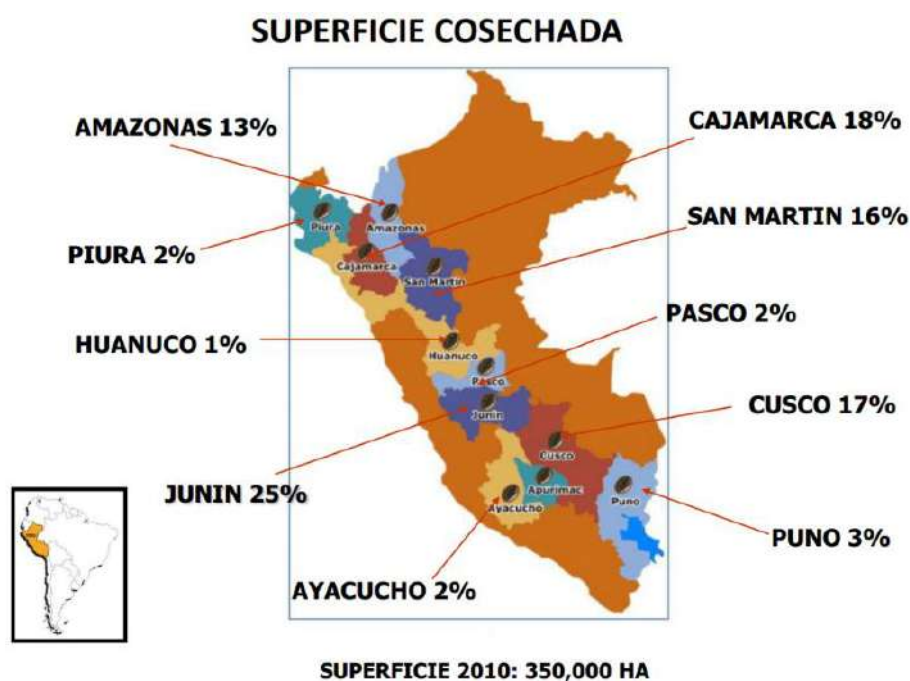 SUPERFICIE COSECHADA
AMAZONAS 13%
CAJAMARCA 18%
SAN MARTIN 16%
PIURA 2%
PASCO 2%
HUANUCO 1%
CUSCO 17%
JUNIN 25%
PUNO 3%
AYACUCHO 2%
Piura
Amazonas
Cajamarca
San Martin
Huanuco
Pasco
Junin
Cusco
Apurimac
Ayacucho
Puno
SUPERFICIE 2010: 350,000 HA